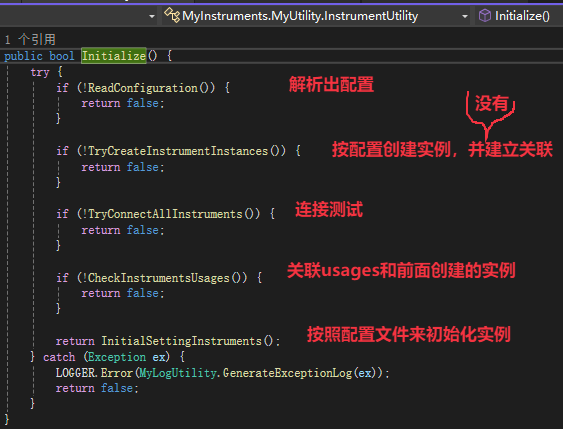 MyInstruments.MyUtility.InstrumentUtility
Initialize()
1 个引用
public bool Initialize() {
try {
if (!ReadConfiguration()) { 解析出配置
return false;
}
没有
if (!TryCreateInstrumentInstances()) { 按配置创建实例，并建立关联
return false;
}
if (!TryConnectAllInstruments()) { 连接测试
return false;
}
if (!CheckInstrumentsUsages()) { 关联usages和前面创建的实例
return false;
}
return InitialSettingInstruments(); 按照配置文件来初始化实例
} catch (Exception ex) {
LOGGER.Error(MyLogUtility.GenerateExceptionLog(ex));
return false;
}
}